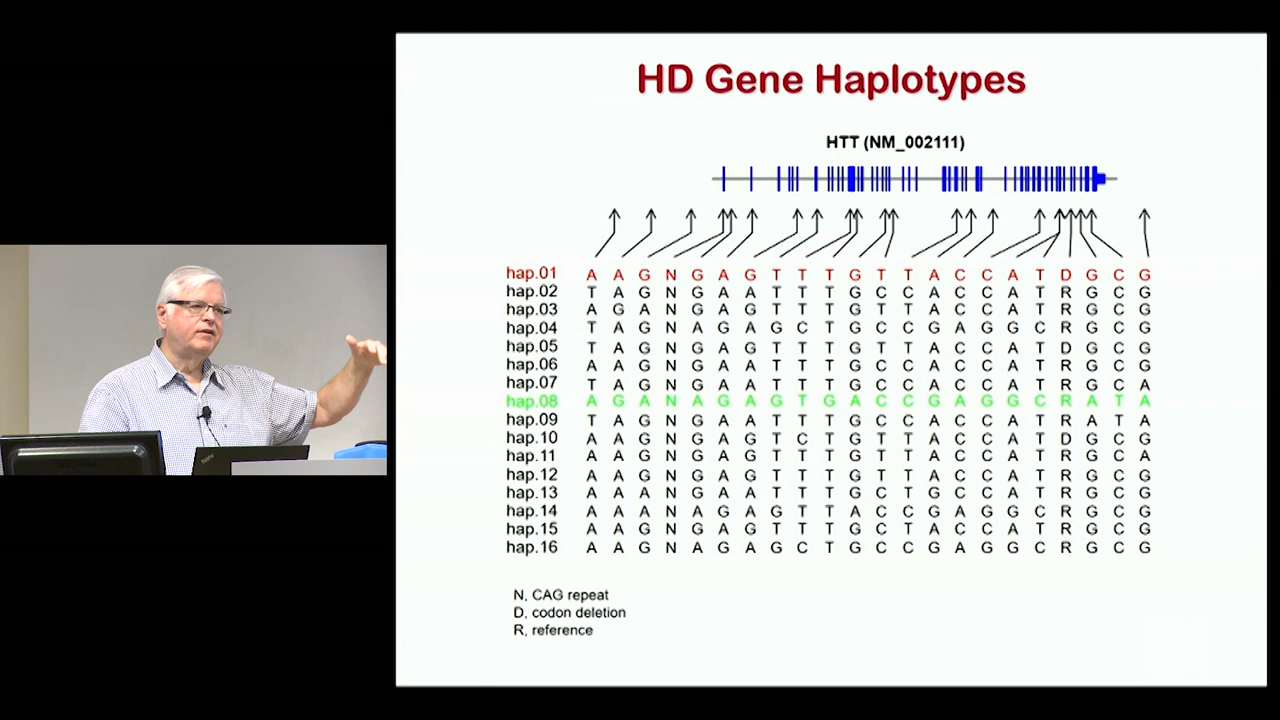 HD Gene Haplotypes
HTT (NM_002111)
hap.01 A A G N G A G T T T G T T A C C A T D G C G
hap.02 T A G N G A A T T T G C C A C C A T R G C G
hap.03 A G A N G A G T T T G T T A C C A T R G C G
hap.04 T A G N A G A G C T G C C G A G G C R G C G
hap.05 T A G N G A G T T T G T T A C C A T D G C G
hap.06 A A G N G A A T T T G C C A C C A T R G C G
hap.07 T A G N G A A T T T G C C A C C A T R G C A
hap.08 A G A N A G A G T G A C C G A G G C R A T A
hap.09 T A G N G A A T T T G C C A C C A T R A T A
hap.10 A A G N G A G T C T G T T A C C A T D G C G
hap.11 A A G N G A G T T T G T T A C C A T R G C A
hap.12 A A G N G A G T T T G T T A C C A T R G C G
hap.13 A A A N G A A T T T G C T G C C A T R G C G
hap.14 A A A N A G A G T T A C C G A G G C R G C G
hap.15 A A G N G A G T T T G C T A C C A T R G C G
hap.16 A A G N A G A G C T G C C G A G G C R G C G
N, CAG repeat
D, codon deletion
R, reference